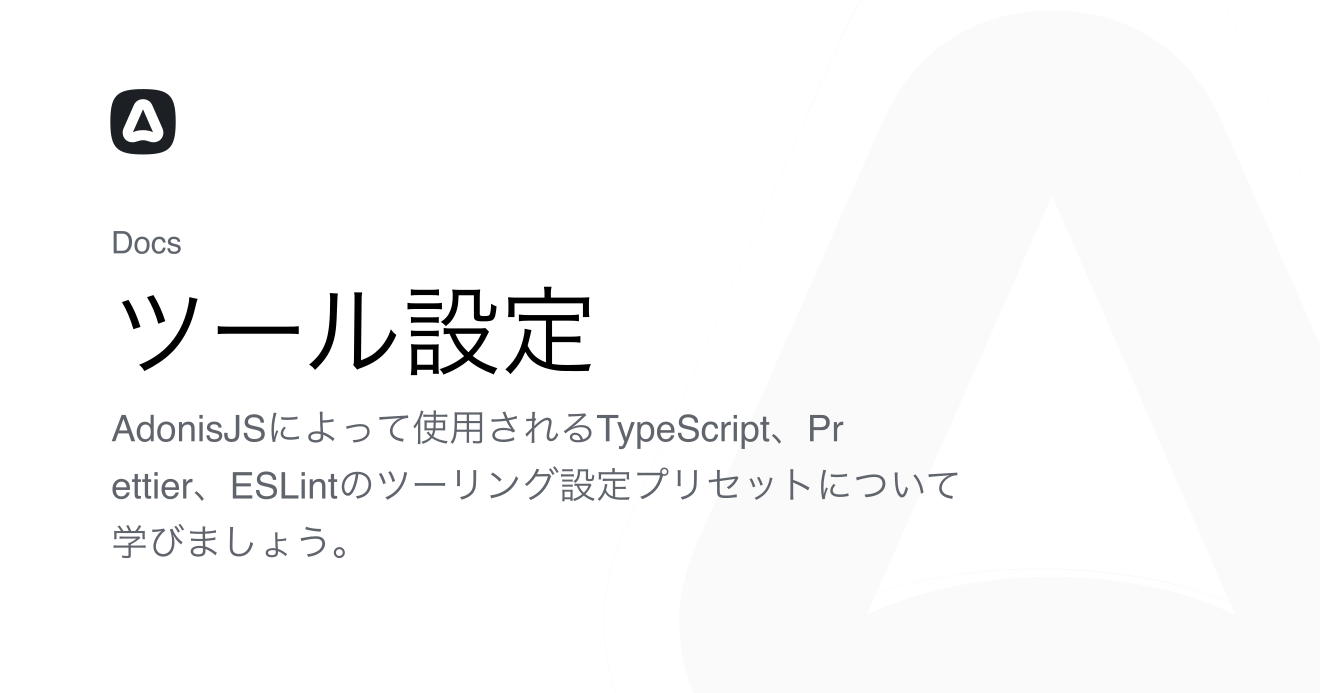 Docs
ツール設定
AdonisJSによって使用されるTypeScript、Pr
ettier、ESLintのツーリング設定プリセットについて
学びましょう。